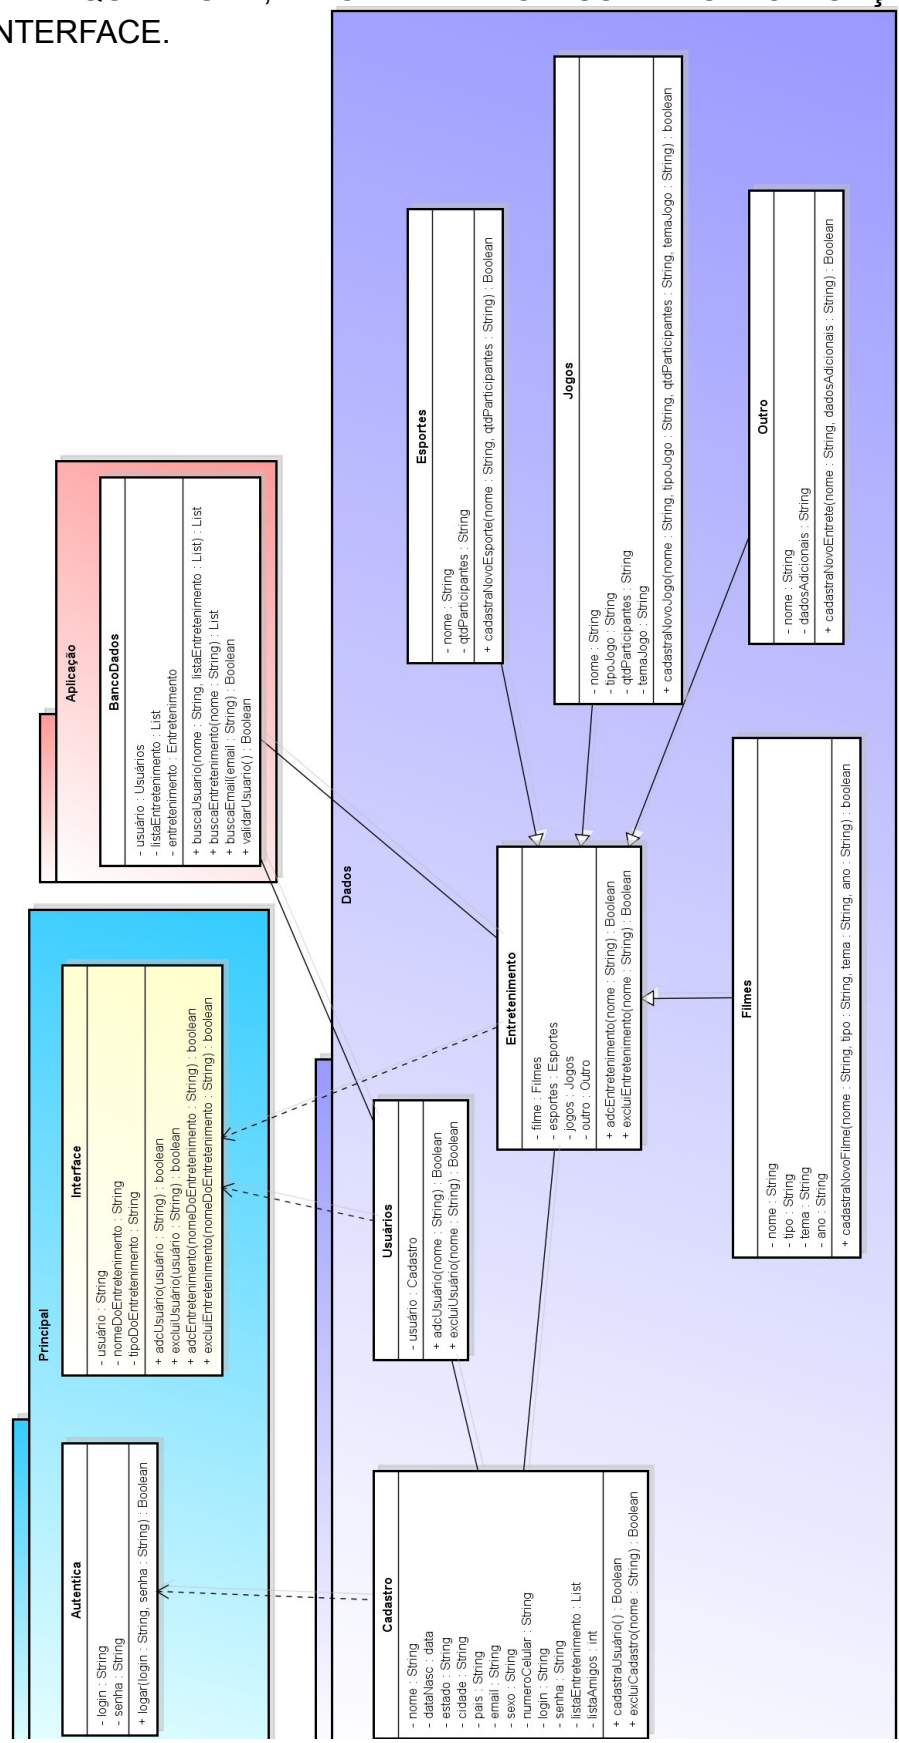 NTERFACE.
Principal
Autentica
- login : String
- senha : String
+ logar(login : String, senha : String) : Boolean
Interface
- usuário : String
- nomeDoEntretenimento : String
- tipoDoEntretenimento : String
+ adcUsuário(usuário : String) : boolean
+ excluiUsuário(usuário : String) : boolean
+ adcEntretenimento(nomeDoEntretenimento : String) : boolean
+ excluiEntretenimento(nomeDoEntretenimento : String) : boolean
Aplicação
BancoDados
- usuário : Usuários
- listaEntretenimento : List
- entretenimento : Entretenimento
+ buscaUsuario(nome : String, listaEntretenimento : List) : List
+ buscaEntretenimento(nome : String) : List
+ buscaEmail(email : String) : Boolean
+ validarUsuario() : Boolean
Dados
Cadastro
- nome : String
- dataNasc : data
- estado : String
- cidade : String
- pais : String
- email : String
- sexo : String
- numeroCelular : String
- login : String
- senha : String
- listaEntretenimento : List
- listaAmigos : int
+ cadastraUsuário() : Boolean
+ excluiCadastro(nome : String) : Boolean
Usuários
- usuário : Cadastro
+ adcUsuário(nome : String) : Boolean
+ excluiUsuário(nome : String) : Boolean
Entretenimento
- filme : Filmes
- esportes : Esportes
- jogos : Jogos
- outro : Outro
+ adcEntretenimento(nome : String) : Boolean
+ excluiEntretenimento(nome : String) : Boolean
Esportes
- nome : String
- qtdParticipantes : String
+ cadastraNovoEsporte(nome : String, qtdParticipantes : String) : Boolean
Jogos
- nome : String
- tipoJogo : String
- qtdParticipantes : String
- temaJogo : String
+ cadastraNovoJogo(nome : String, tipoJogo : String, qtdParticipantes : String, temaJogo : String) : boolean
Filmes
- nome : String
- tipo : String
- tema : String
- ano : String
+ cadastraNovoFilme(nome : String, tipo : String, tema : String, ano : String) : boolean
Outro
- nome : String
- dadosAdicionais : String
+ cadastraNovoEntrete(nome : String, dadosAdicionais : String) : Boolean